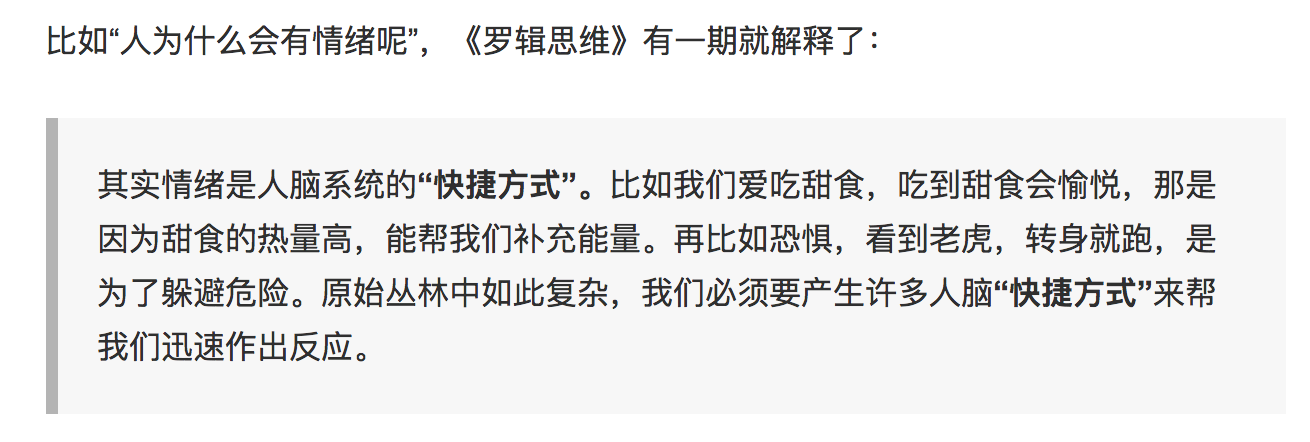 比如“人为什么会有情绪呢”，《罗辑思维》有一期就解释了：
其实情绪是人脑系统的“快捷方式”。比如我们爱吃甜食，吃到甜食会愉悦，那是
因为甜食的热量高，能帮我们补充能量。再比如恐惧，看到老虎，转身就跑，是
为了躲避危险。原始丛林中如此复杂，我们必须要产生许多人脑“快捷方式”来帮
我们迅速作出反应。